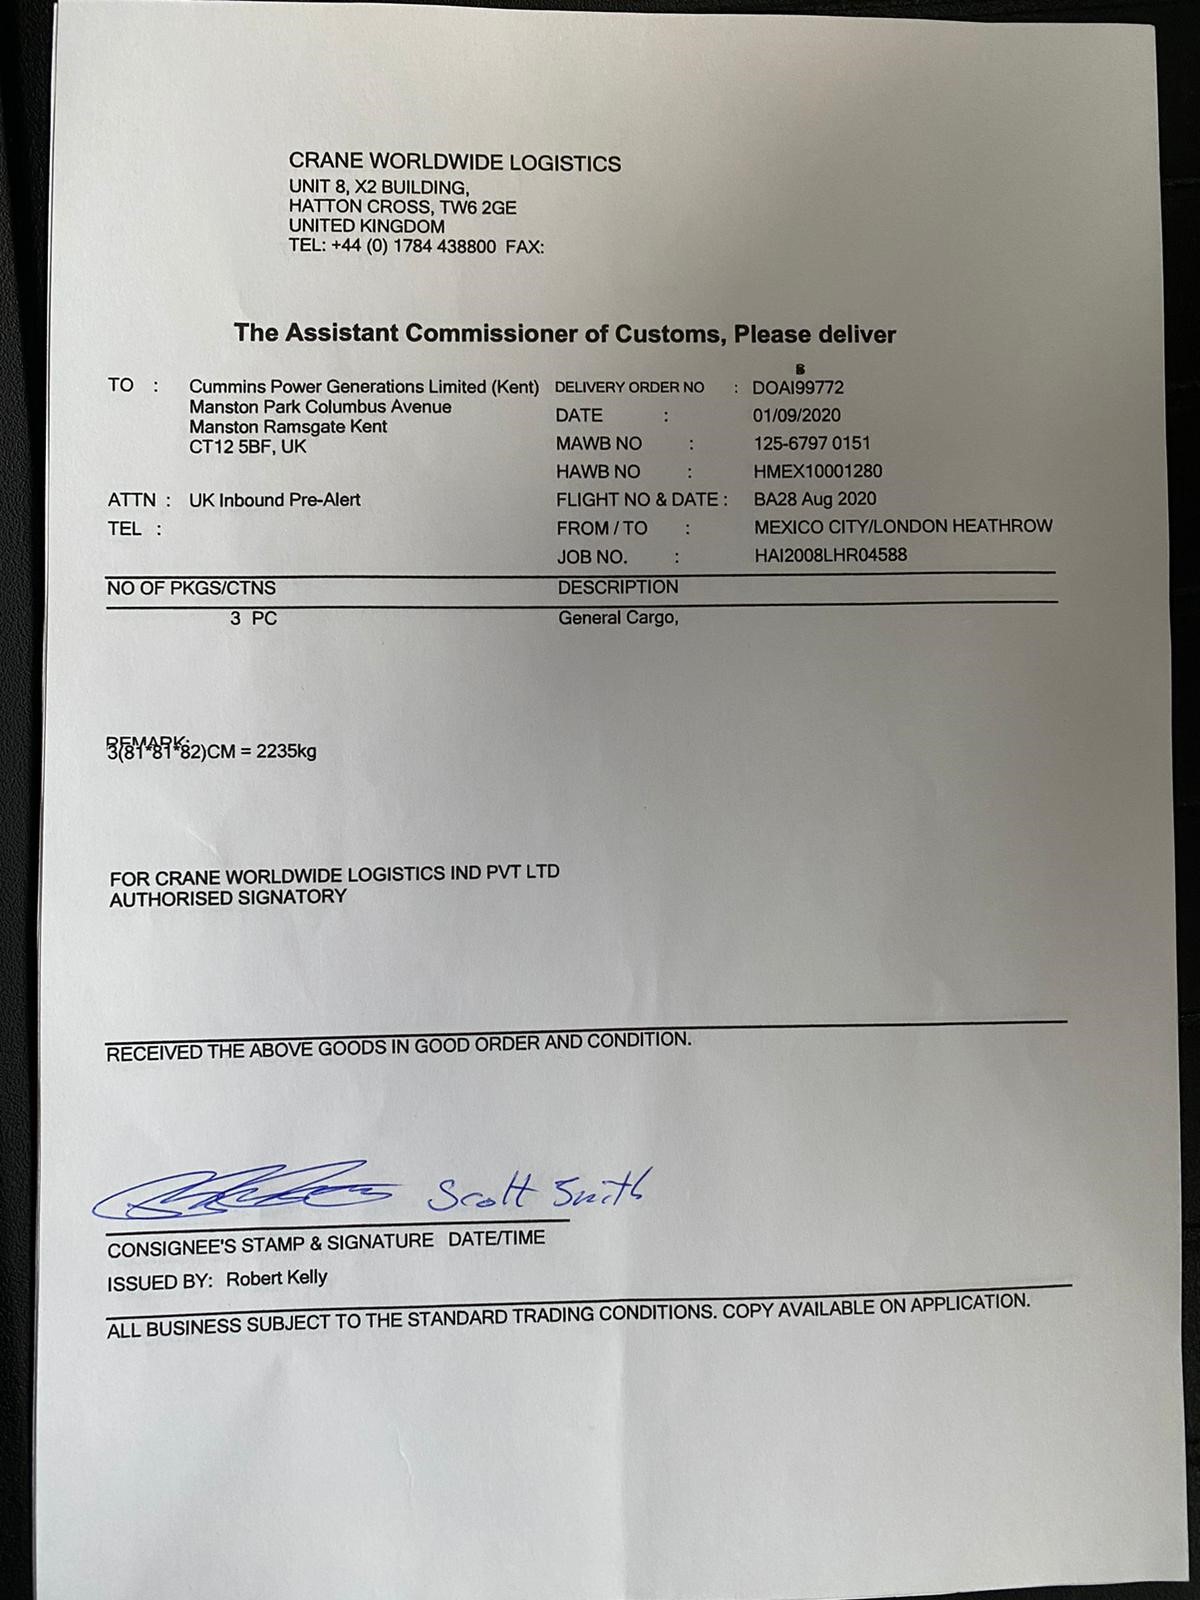 CRANE WORLDWIDE LOGISTICS
UNIT 8, X2 BUILDING,
HATTON CROSS, TW6 2GE
UNITED KINGDOM
TEL: +44 (0) 1784 438800 FAX:
The Assistant Commissioner of Customs, Please deliver
TO : Cummins Power Generations Limited (Kent)
Manston Park Columbus Avenue
Manston Ramsgate Kent
CT12 5BF, UK
ATTN : UK Inbound Pre-Alert
TEL :
DELIVERY ORDER NO : DOAI99772
DATE : 01/09/2020
MAWB NO : 125-6797 0151
HAWB NO : HMEX10001280
FLIGHT NO & DATE : BA28 Aug 2020
FROM / TO : MEXICO CITY/LONDON HEATHROW
JOB NO. : HAI2008LHR04588
NO OF PKGS/CTNS DESCRIPTION
3 PC General Cargo,
REMARK:
3(81*81*82)CM = 2235kg
FOR CRANE WORLDWIDE LOGISTICS IND PVT LTD
AUTHORISED SIGNATORY
RECEIVED THE ABOVE GOODS IN GOOD ORDER AND CONDITION.
Scott Smith
CONSIGNEE'S STAMP & SIGNATURE DATE/TIME
ISSUED BY: Robert Kelly
ALL BUSINESS SUBJECT TO THE STANDARD TRADING CONDITIONS. COPY AVAILABLE ON APPLICATION.